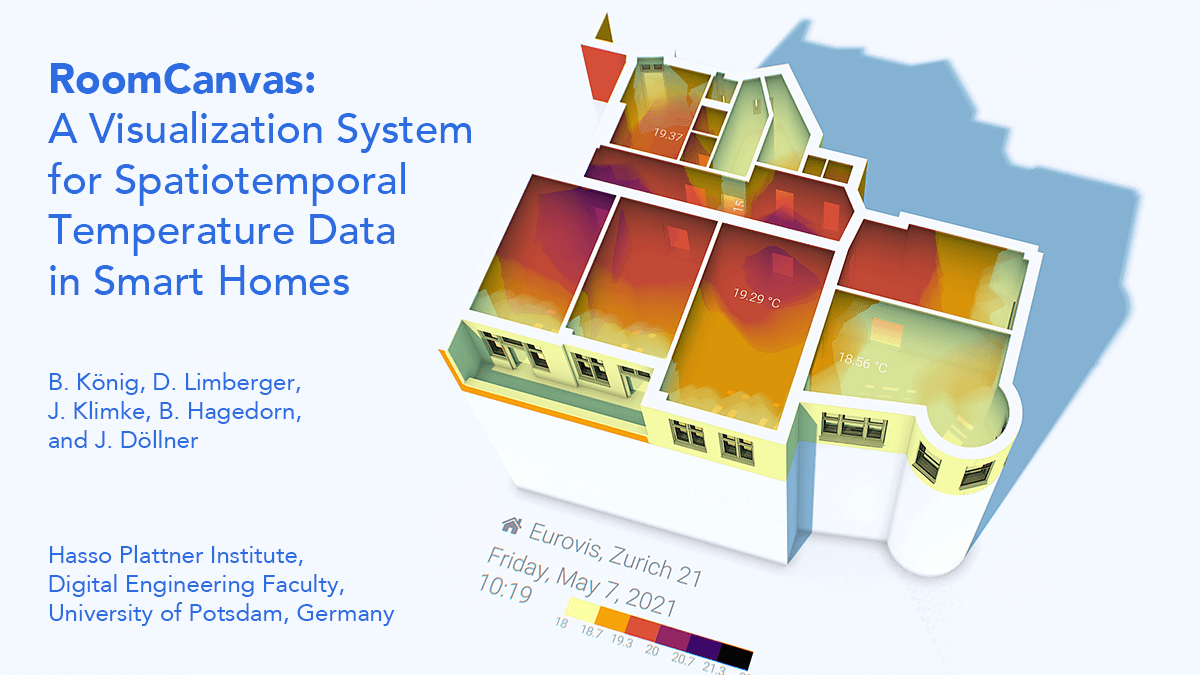 RoomCanvas:
A Visualization System
for Spatiotemporal
Temperature Data
in Smart Homes
B. König, D. Limberger,
J. Klimke, B. Hagedorn,
and J. Döllner
Hasso Plattner Institute,
Digital Engineering Faculty,
University of Potsdam, Germany
19.37
15
19.29 °C
18.56 °C
Eurovis, Zurich 21
Friday, May 7, 2021
10:19
18 18.7 19.3 20 20.7 21.3